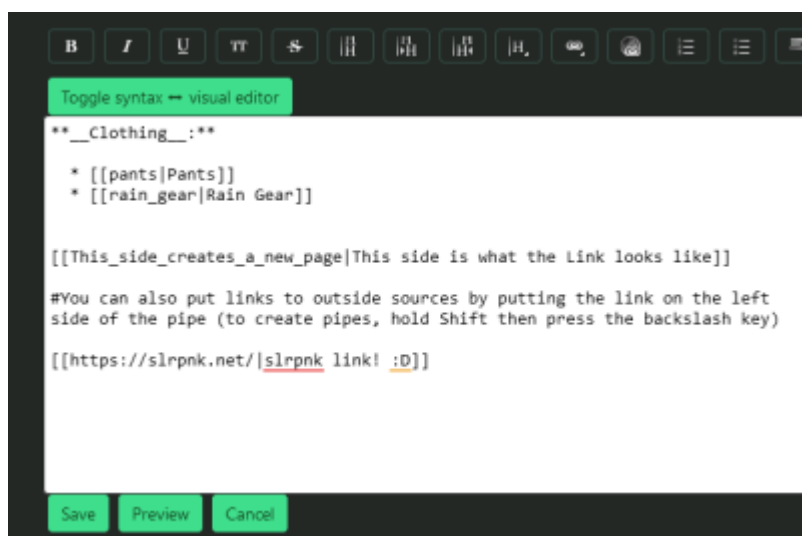 B I U TT S H H H H,
Toggle syntax ↔ visual editor
**__Clothing__:**
* [[pants|Pants]]
* [[rain_gear|Rain Gear]]
[[This_side_creates_a_new_page|This side is what the Link looks like]]
#You can also put links to outside sources by putting the link on the left
side of the pipe (to create pipes, hold Shift then press the backslash key)
[[https://slrpnk.net/|slrpnk link! :D]]
Save Preview Cancel